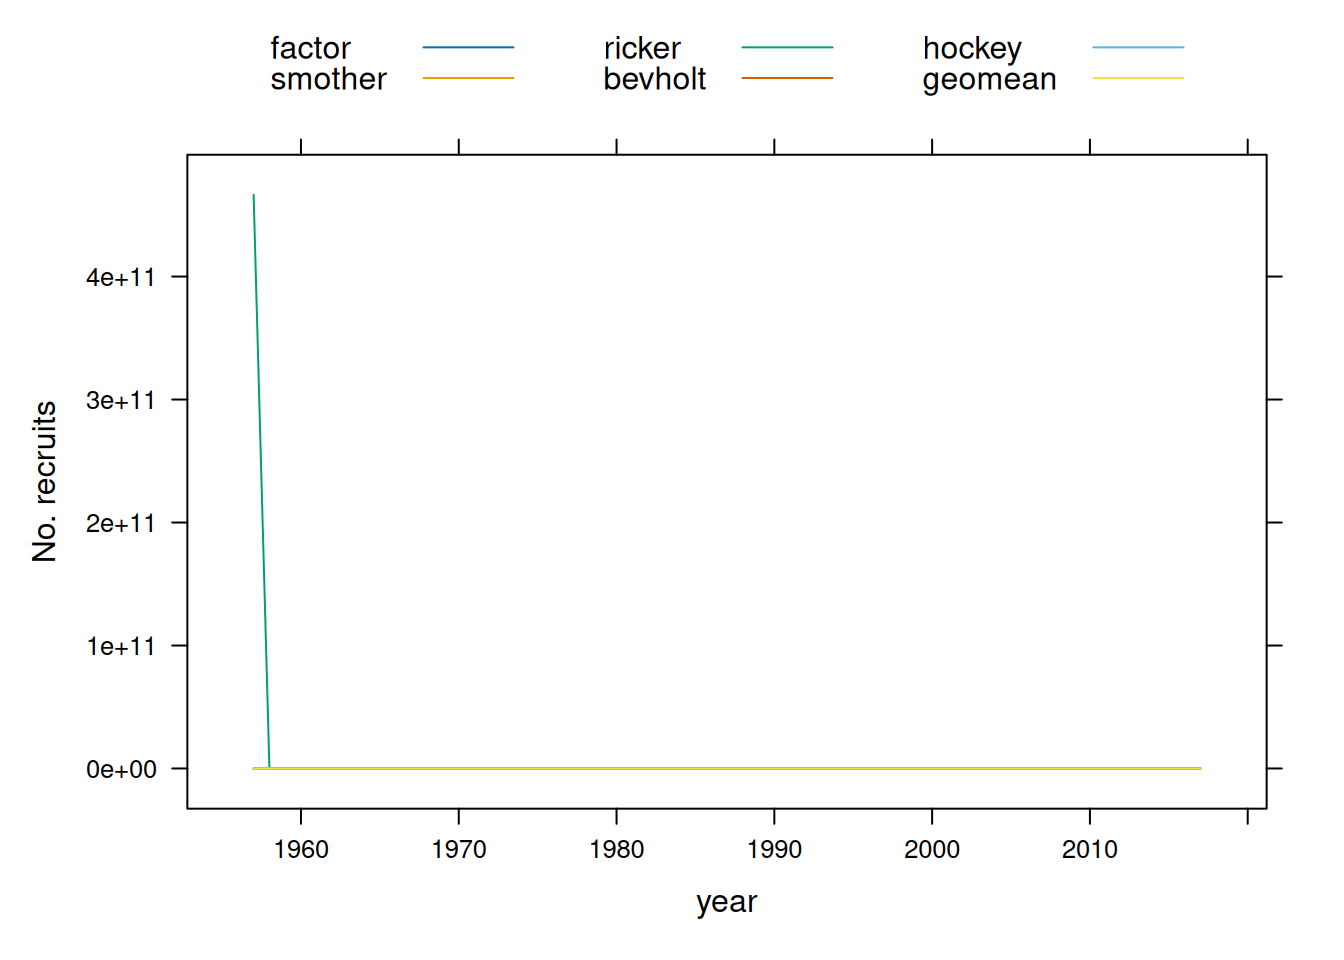 factor ricker hockey
smother bevholt geomean
4e+11
3e+11
2e+11
1e+11
0e+00
No. recruits
1960 1970 1980 1990 2000 2010
year